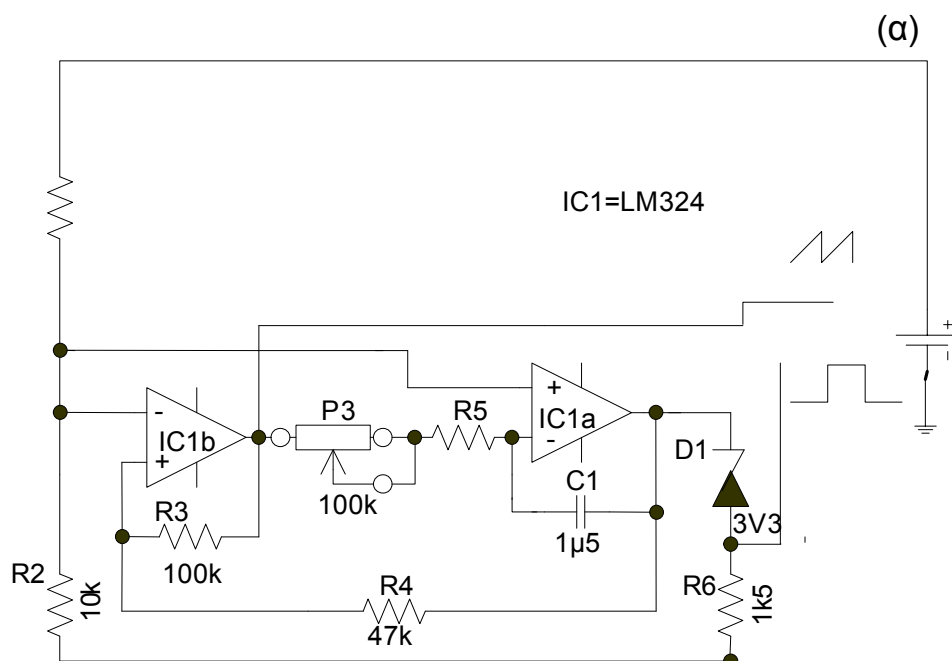 (α)
IC1=LM324
+
-
-
IC1b
+
P3
100k
R5
+
IC1a
-
D1
C1
1µ5
3V3
R3
100k
R2
10k
R4
47k
R6
1k5